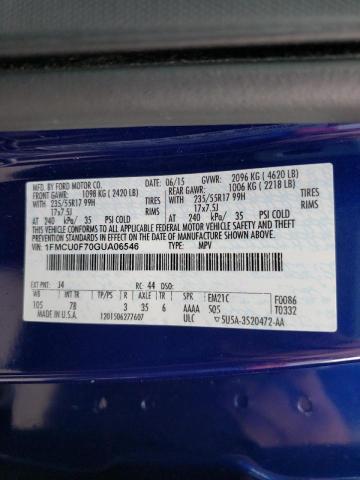 MFD. BY FORD MOTOR CO.
DATE: 06/15 GVWR: 2096 KG ( 4620 LB)
FRONT GAWR: 1098 KG ( 2420 LB)
REAR GAWR: 1006 KG ( 2218 LB)
WITH 235/55R17 99H TIRES
WITH 235/55R17 99H TIRES
17x7.5J RIMS
17x7.5J RIMS
AT 240 kPa/ 35 PSI COLD
AT 240 kPa/ 35 PSI COLD
THIS VEHICLE CONFORMS TO ALL APPLICABLE FEDERAL MOTOR VEHICLE SAFETY AND THEFT PREVENTION STANDARDS IN EFFECT ON THE DATE OF MANUFACTURE SHOWN ABOVE.
VIN: 1FMCU0F70GUA06546
TYPE: MPV
EXT PNT: J4 RC: 44 DSO:
WB INT TR TP/PS R AXLE TR SPR EM21C F0086
105 7B 3 35 6 AAAA 505 T0332
MADE IN U.S.A. 1201506277607 ULC 5U5A-3520472-AA